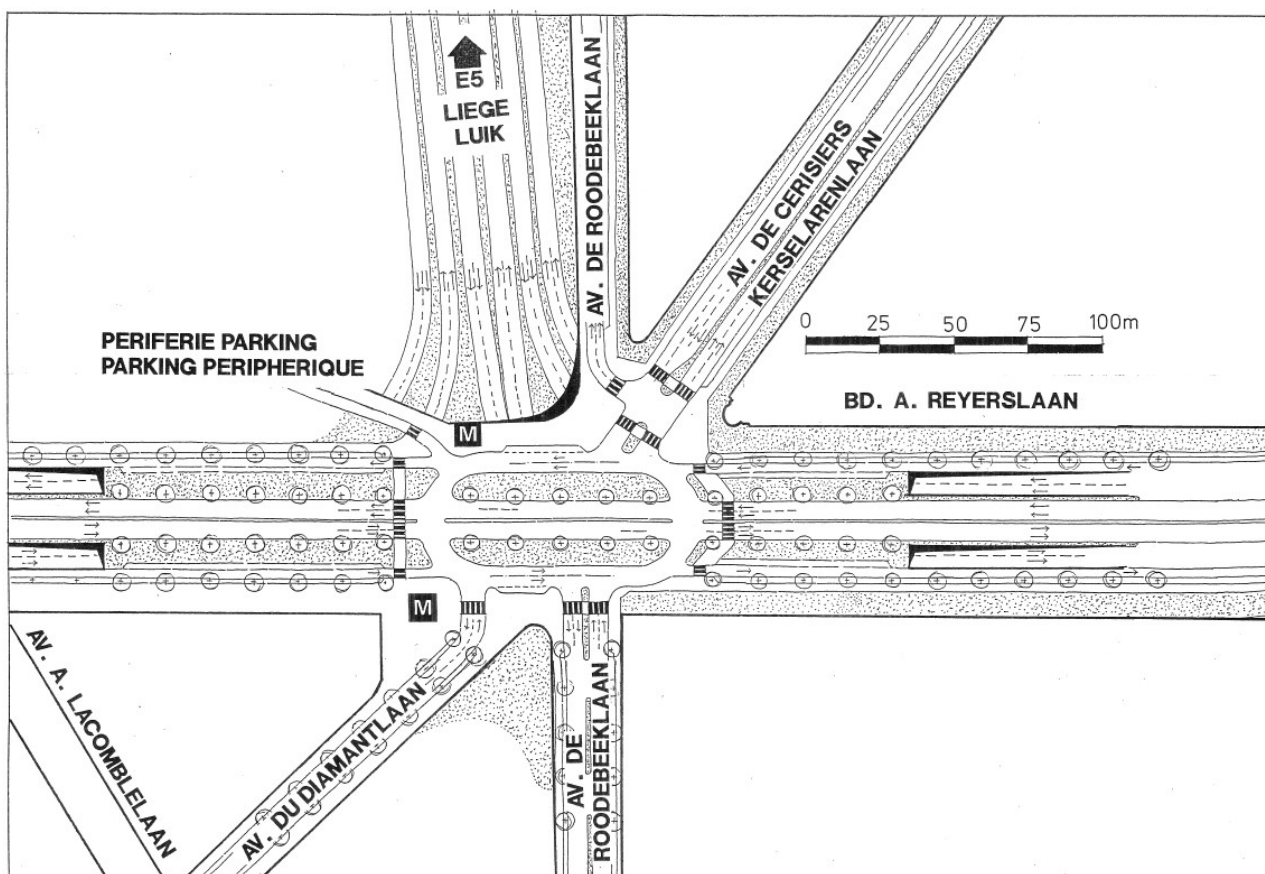 E5
LIEGE
LUIK
AV. DE ROODEBEEKLAAN
AV. DE CERISIERS
KERSELARENLAAN
0 25 50 75 100m
PERIFERIE PARKING
PARKING PERIPHERIQUE
BD. A. REYERSLAAN
M
M
AV. A. LACOMBLELAAN
AV. DU DIAMANTLAAN
AV. DE
ROODEBEEKLAAN